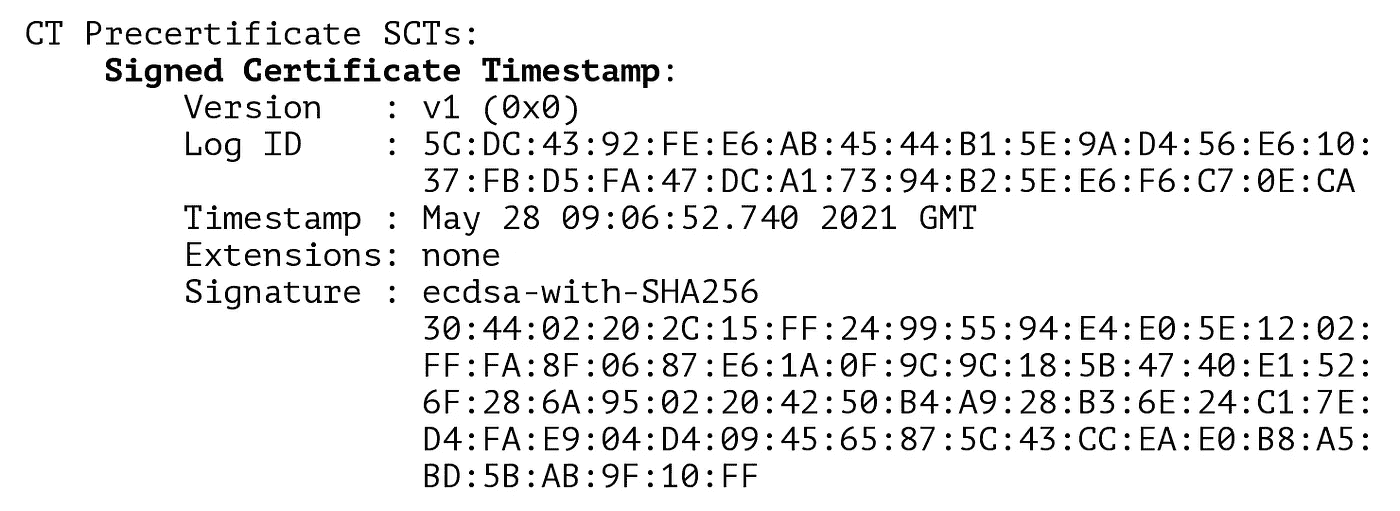 CT Precertificate SCTs:
Signed Certificate Timestamp:
Version   : v1 (0x0)
Log ID    : 5C:DC:43:92:FE:E6:AB:45:44:B1:5E:9A:D4:56:E6:10:
37:FB:D5:FA:47:DC:A1:73:94:B2:5E:E6:F6:C7:0E:CA
Timestamp : May 28 09:06:52.740 2021 GMT
Extensions: none
Signature : ecdsa-with-SHA256
30:44:02:20:2C:15:FF:24:99:55:94:E4:E0:5E:12:02:
FF:FA:8F:06:87:E6:1A:0F:9C:9C:18:5B:47:40:E1:52:
6F:28:6A:95:02:20:42:50:B4:A9:28:B3:6E:24:C1:7E:
D4:FA:E9:04:D4:09:45:65:87:5C:43:CC:EA:E0:B8:A5:
BD:5B:AB:9F:10:FF